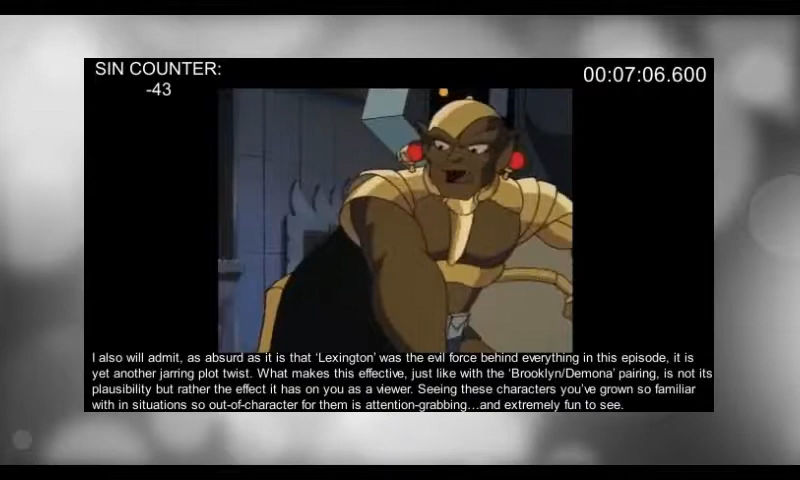 SIN COUNTER:
-43
00:07:06.600
I also will admit, as absurd as it is that ‘Lexington’ was the evil force behind everything in this episode, it is
yet another jarring plot twist. What makes this effective, just like with the ‘Brooklyn/Demona’ pairing, is not its
plausibility but rather the effect it has on you as a viewer. Seeing these characters you’ve grown so familiar
with in situations so out-of-character for them is attention-grabbing…and extremely fun to see.